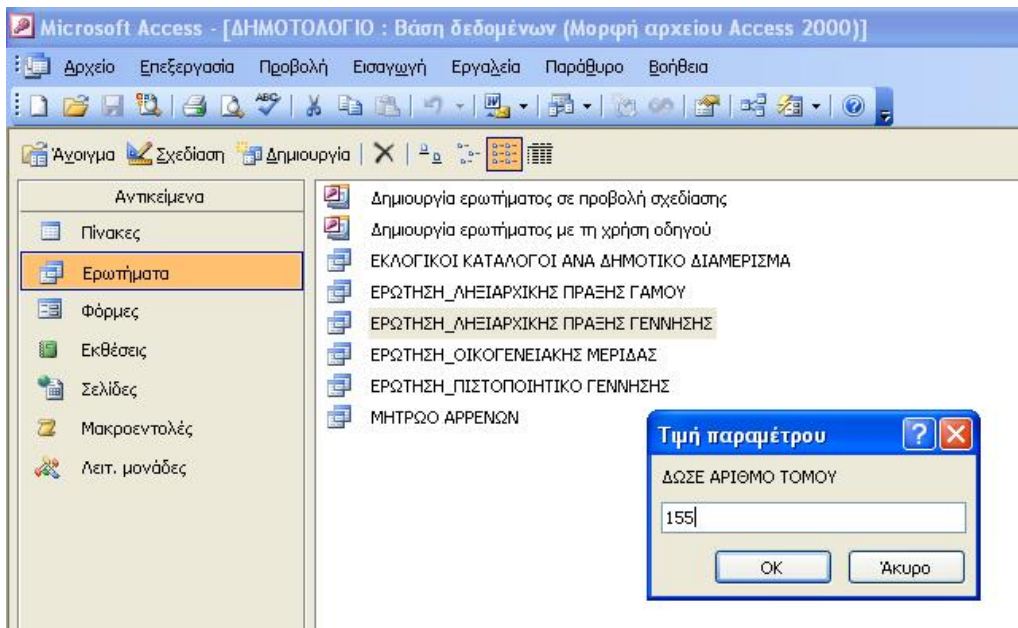 Microsoft Access - [ΔΗΜΟΤΟΛΟΓΙΟ : Βάση δεδομένων (Μορφή αρχείου Access 2000)]
Αρχείο Επεξεργασία Προβολή Εισαγωγή Εργαλεία Παράθυρο Βοήθεια
Άνοιγμα Σχεδίαση Δημιουργία
Αντικείμενα
Πίνακες
Ερωτήματα
Φόρμες
Εκθέσεις
Σελίδες
Μακροεντολές
Λειτ. μονάδες
Δημιουργία ερωτήματος σε προβολή σχεδίασης
Δημιουργία ερωτήματος με τη χρήση οδηγού
ΕΚΛΟΓΙΚΟΙ ΚΑΤΑΛΟΓΟΙ ΑΝΑ ΔΗΜΟΤΙΚΟ ΔΙΑΜΕΡΙΣΜΑ
ΕΡΩΤΗΣΗ_ΛΗΞΙΑΡΧΙΚΗΣ ΠΡΑΞΗΣ ΓΑΜΟΥ
ΕΡΩΤΗΣΗ_ΛΗΞΙΑΡΧΙΚΗΣ ΠΡΑΞΗΣ ΓΕΝΝΗΣΗΣ
ΕΡΩΤΗΣΗ_ΟΙΚΟΓΕΝΕΙΑΚΗΣ ΜΕΡΙΔΑΣ
ΕΡΩΤΗΣΗ_ΠΙΣΤΟΠΟΙΗΤΙΚΟ ΓΕΝΝΗΣΗΣ
ΜΗΤΡΩΟ ΑΡΡΕΝΩΝ
Τιμή παραμέτρου
ΔΩΣΕ ΑΡΙΘΜΟ ΤΟΜΟΥ
155
OK Άκυρο